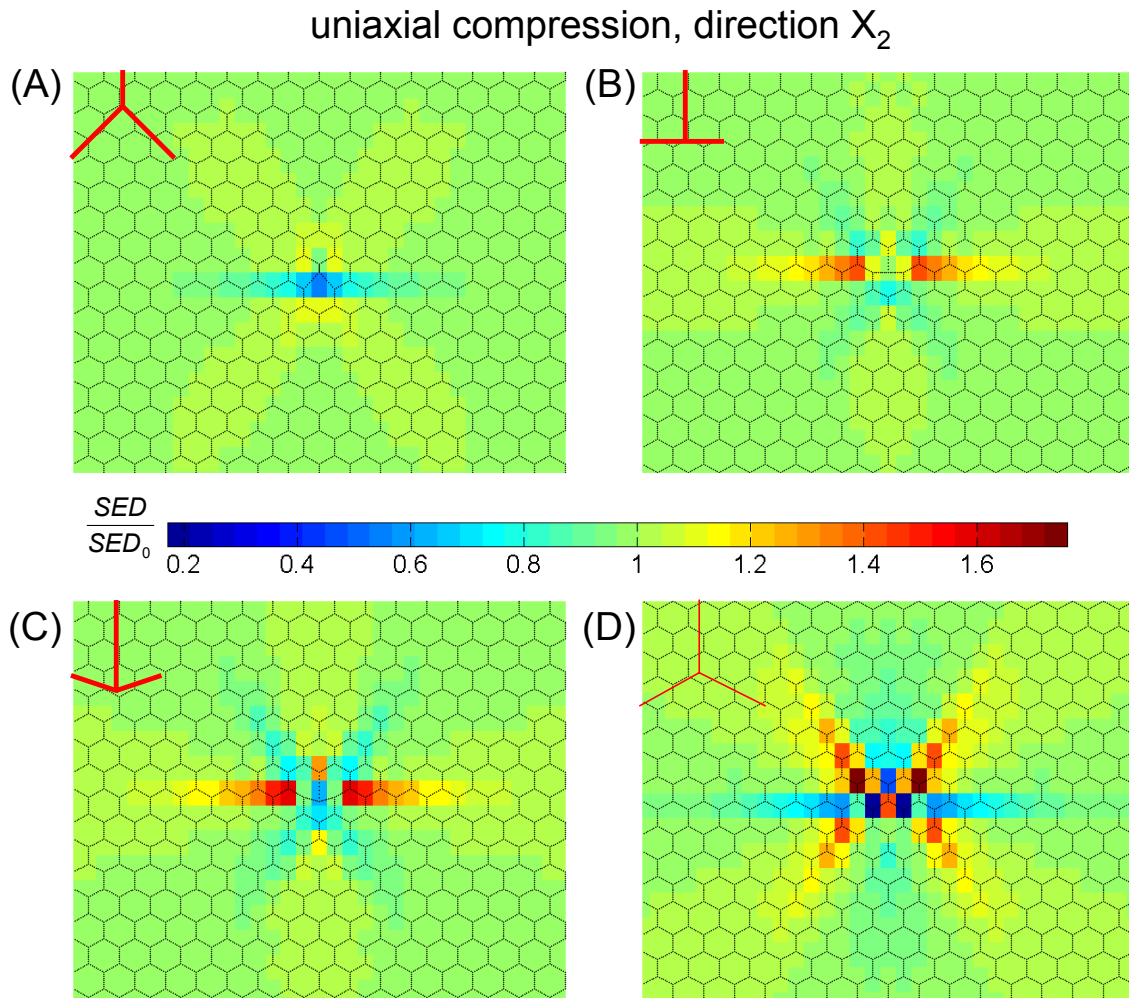 uniaxial compression, direction X₂
(A)
(B)
SED
SED₀
0.2 0.4 0.6 0.8 1 1.2 1.4 1.6
(C)
(D)